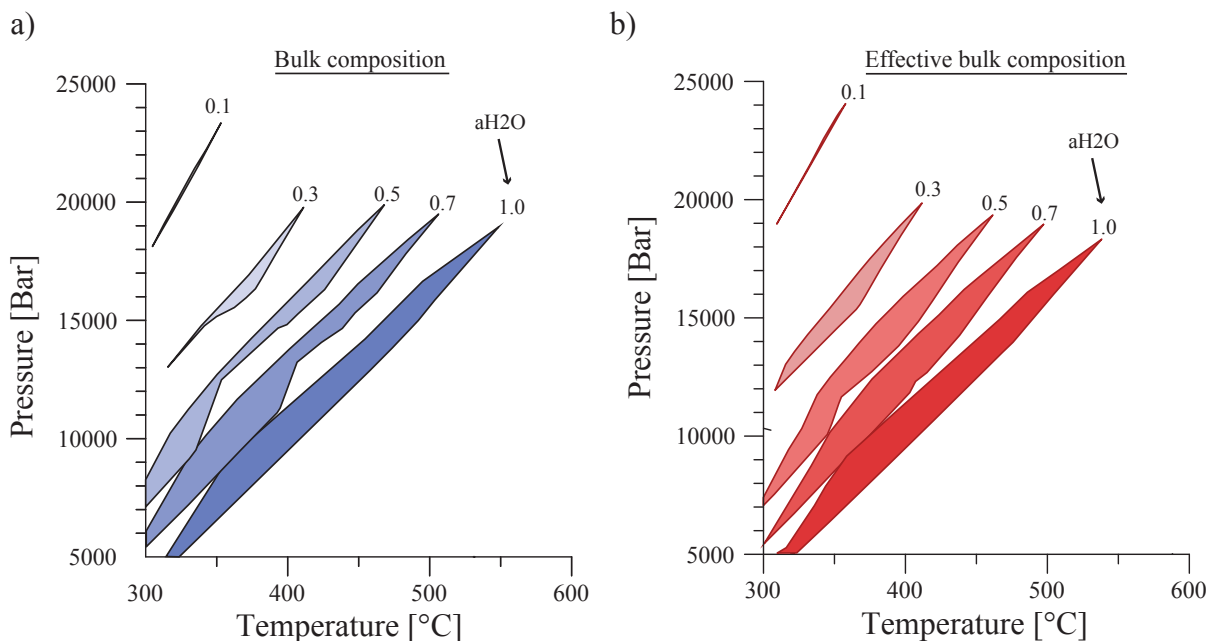 a)
Bulk composition
25000
20000
15000
10000
5000
Pressure [Bar]
0.1
0.3
0.5
0.7
1.0
aH2O
300
400
500
600
Temperature [°C]
b)
Effective bulk composition
25000
20000
15000
10000
5000
Pressure [Bar]
0.1
0.3
0.5
0.7
1.0
aH2O
300
400
500
600
Temperature [°C]